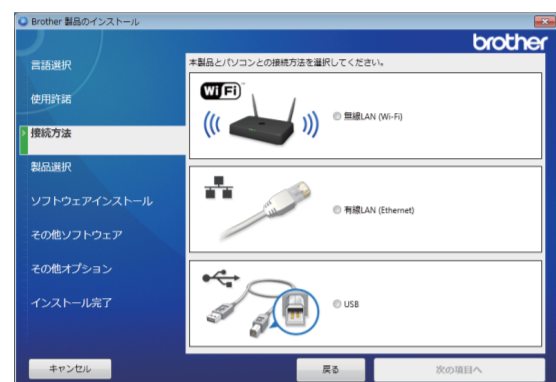 Brother 製品のインストール
brother
言語選択
使用許諾
接続方法
製品選択
ソフトウェアインストール
その他ソフトウェア
その他オプション
インストール完了
本製品とパソコンとの接続方法を選択してください。
Wi Fi
無線LAN (Wi-Fi)
有線LAN (Ethernet)
USB
キャンセル
戻る
次の項目へ